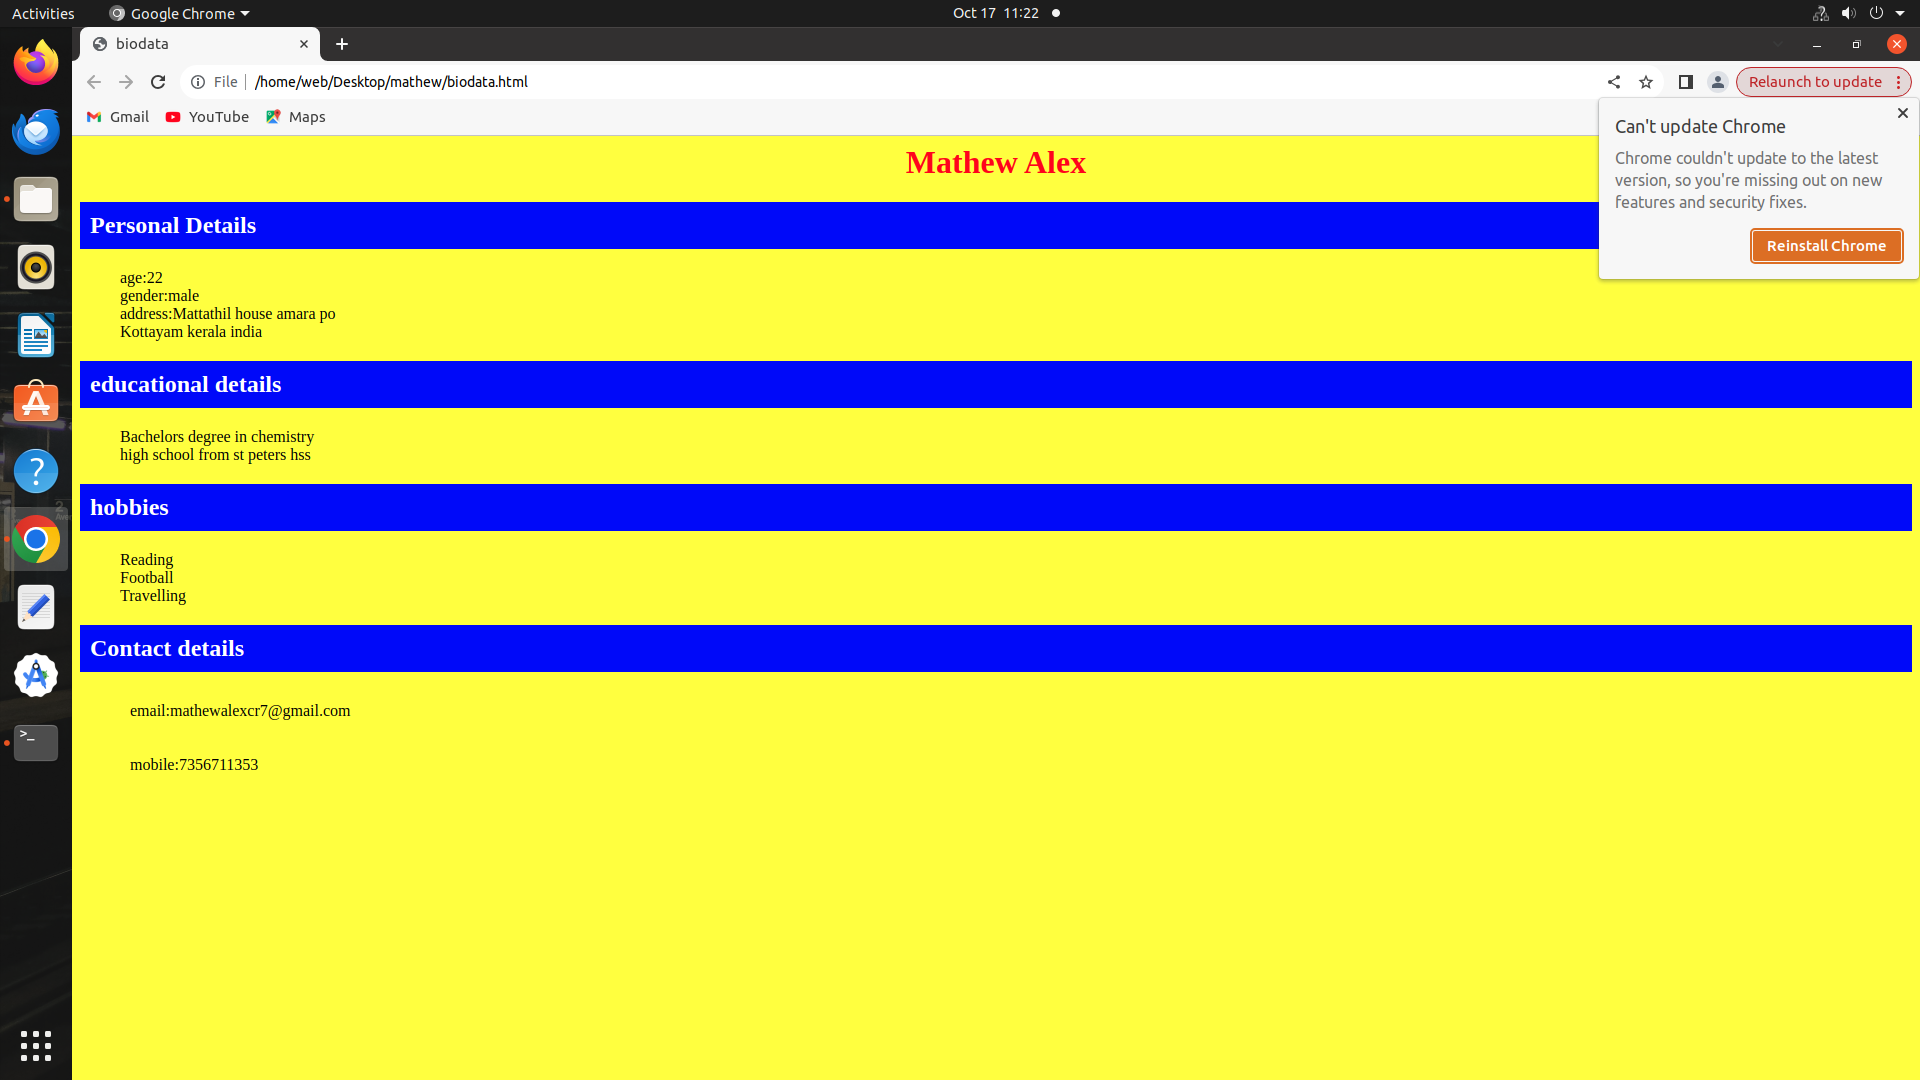 Activities
Google Chrome
Oct 17 11:22
biodata
File
/home/web/Desktop/mathew/biodata.html
Relaunch to update
Gmail
YouTube
Maps
Can't update Chrome
Chrome couldn't update to the latest
version, so you're missing out on new
features and security fixes.
Reinstall Chrome
Mathew Alex
Personal Details
age:22
gender:male
address:Mattathil house amara po
Kottayam kerala india
educational details
Bachelors degree in chemistry
high school from st peters hss
hobbies
Reading
Football
Travelling
Contact details
email:mathewalexcr7@gmail.com
mobile:7356711353